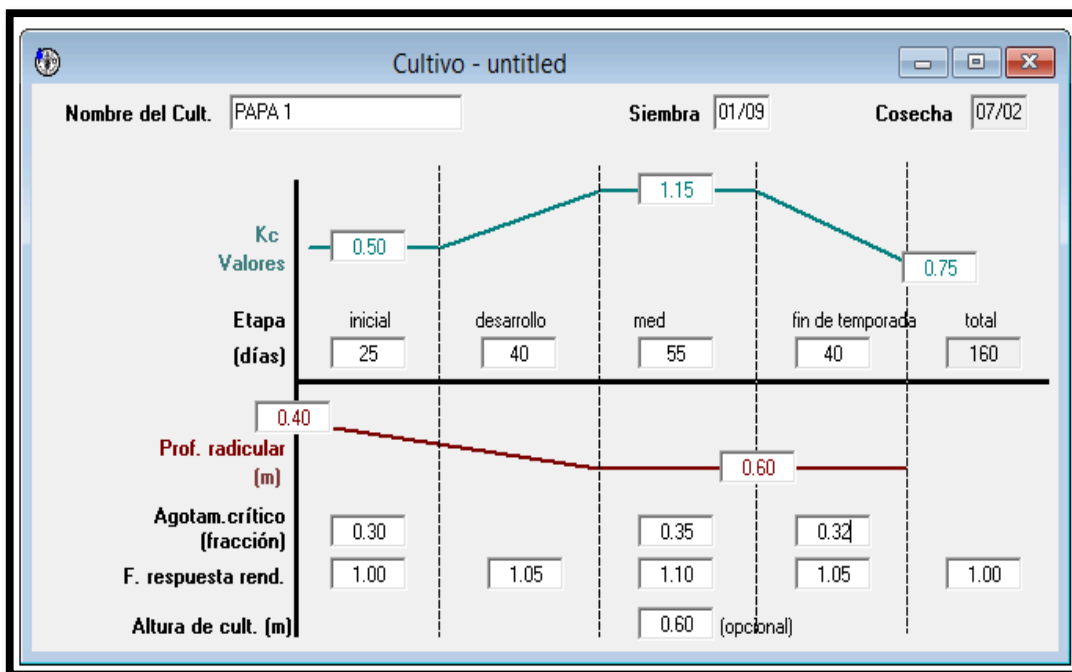 Cultivo - untitled
Nombre del Cult. PAPA 1 Siembra 01/09 Cosecha 07/02
1.15
Kc
Valores
0.50
0.75
Etapa inicial desarrollo med fin de temporada total
(días) 25 40 55 40 160
0.40
Prof. radicular
(m)
0.60
Agotam.crítico
(fracción)
0.30 0.35 0.32
F. respuesta rend. 1.00 1.05 1.10 1.05 1.00
Altura de cult. (m) 0.60 (opcional)